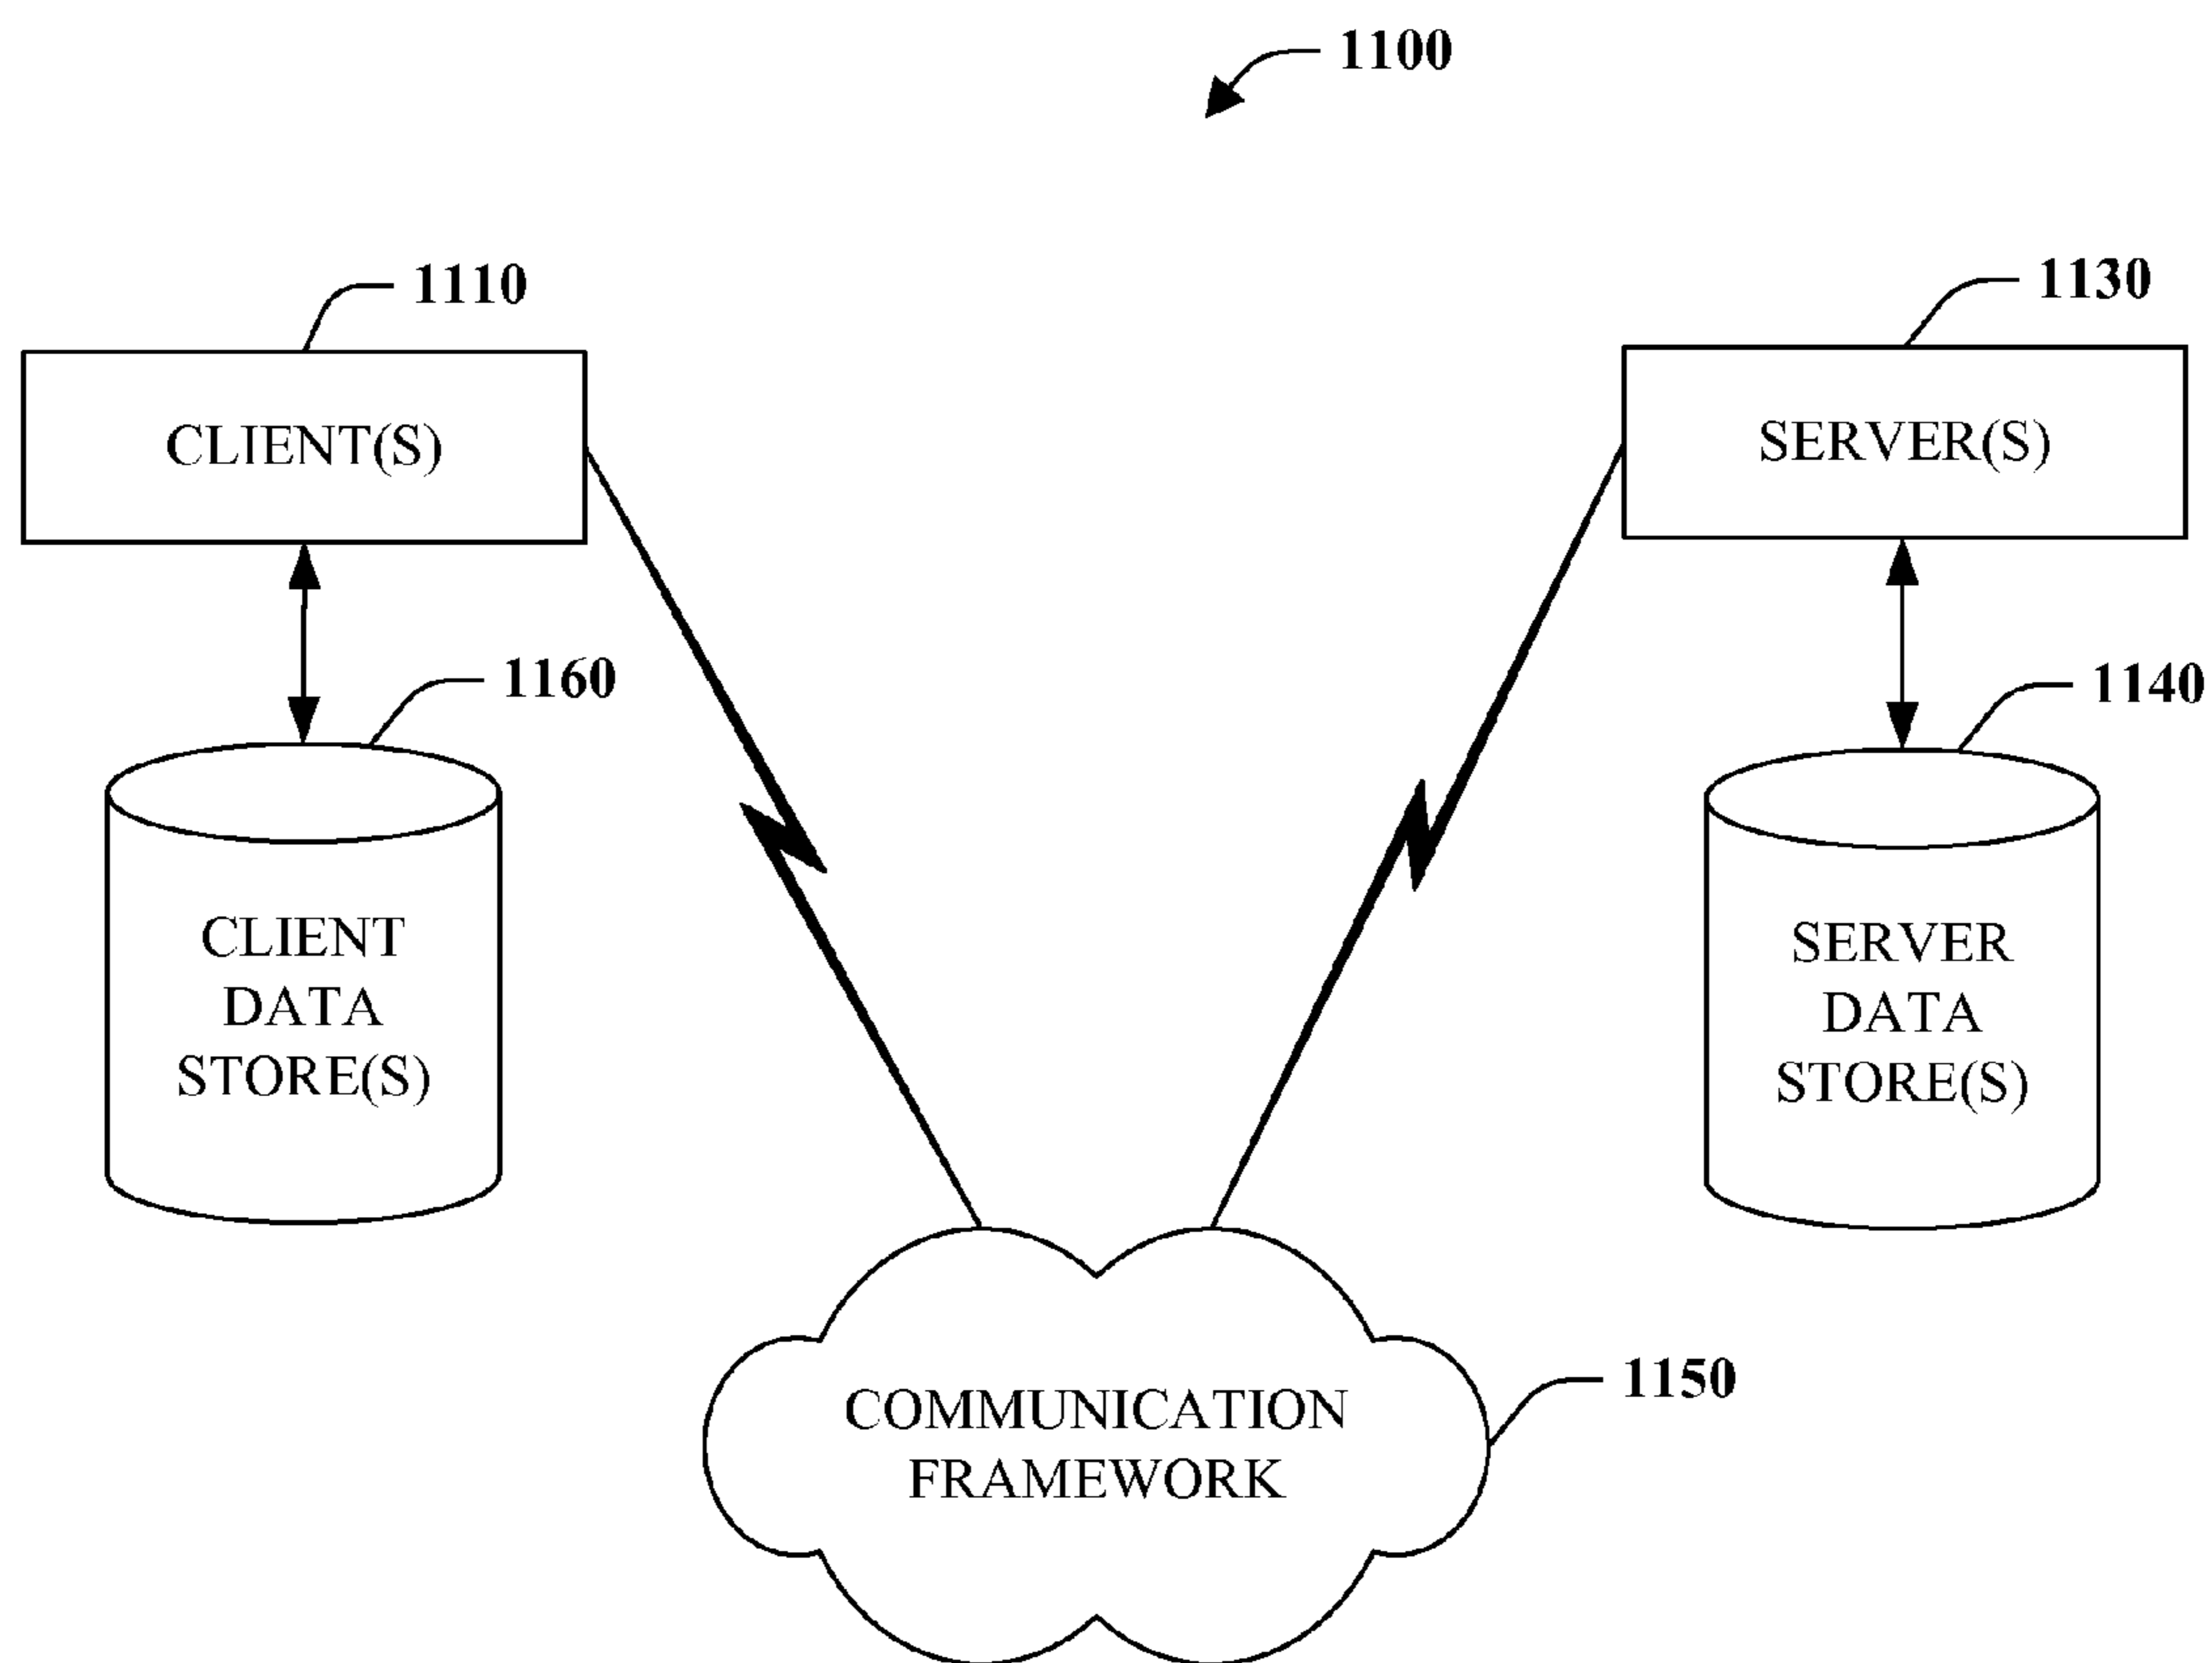 1100
1110
1130
CLIENT(S)
SERVER(S)
1160
1140
CLIENT
DATA
STORE(S)
SERVER
DATA
STORE(S)
1150
COMMUNICATION
FRAMEWORK